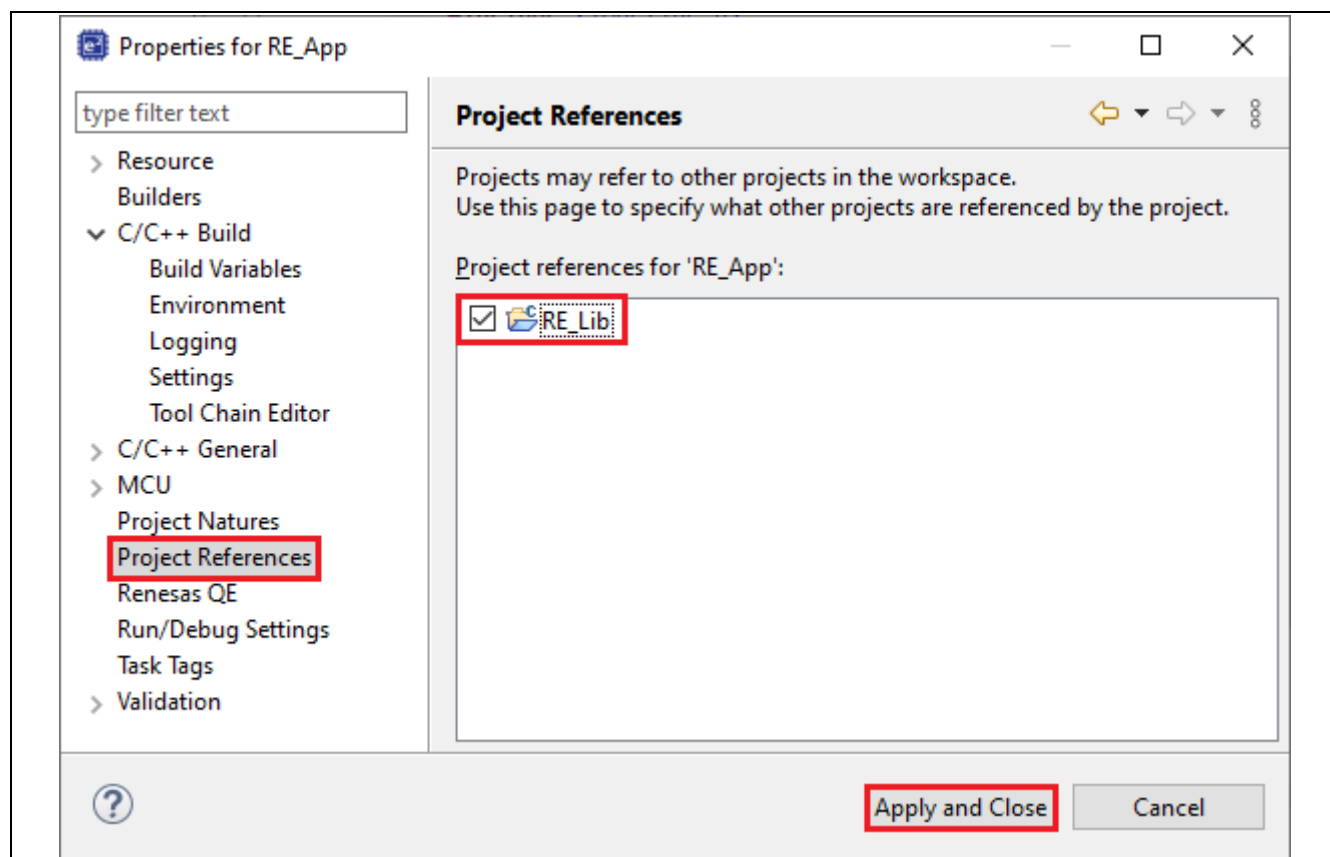 Properties for RE_App
type filter text
Resource
Builders
C/C++ Build
Build Variables
Environment
Logging
Settings
Tool Chain Editor
C/C++ General
MCU
Project Natures
Project References
Renesas QE
Run/Debug Settings
Task Tags
Validation
Project References
Projects may refer to other projects in the workspace.
Use this page to specify what other projects are referenced by the project.
Project references for 'RE_App':
RE_Lib
Apply and Close
Cancel